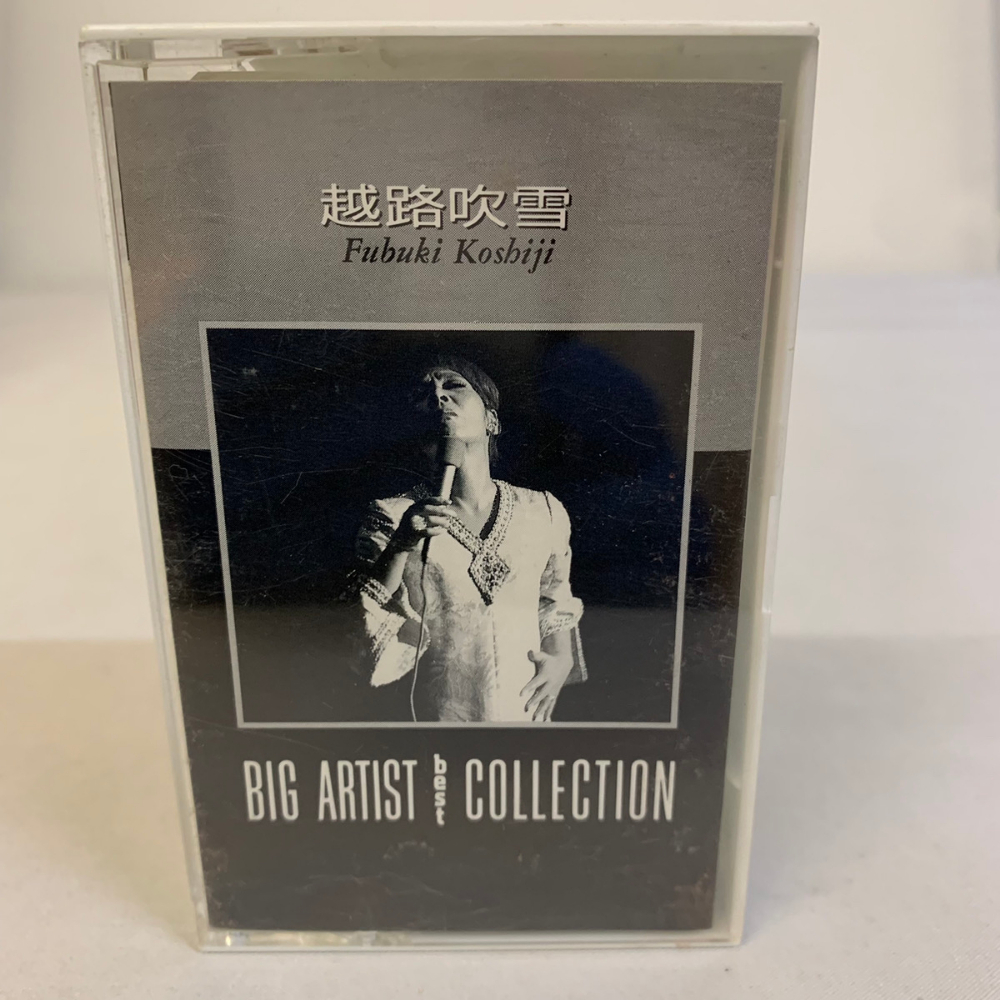 越路吹雪
Fubuki Koshiji
BIG ARTIST best COLLECTION